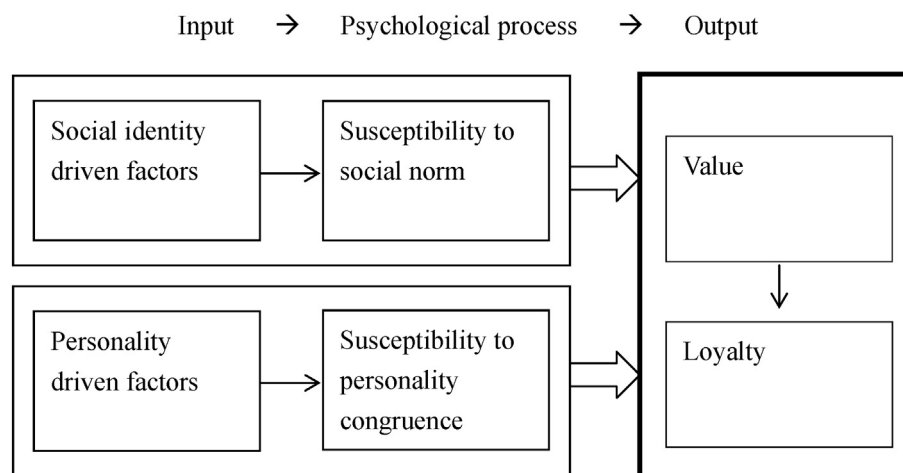 Input → Psychological process → Output
Social identity
driven factors
Susceptibility to
social norm
Value
Personality
driven factors
Susceptibility to
personality
congruence
Loyalty